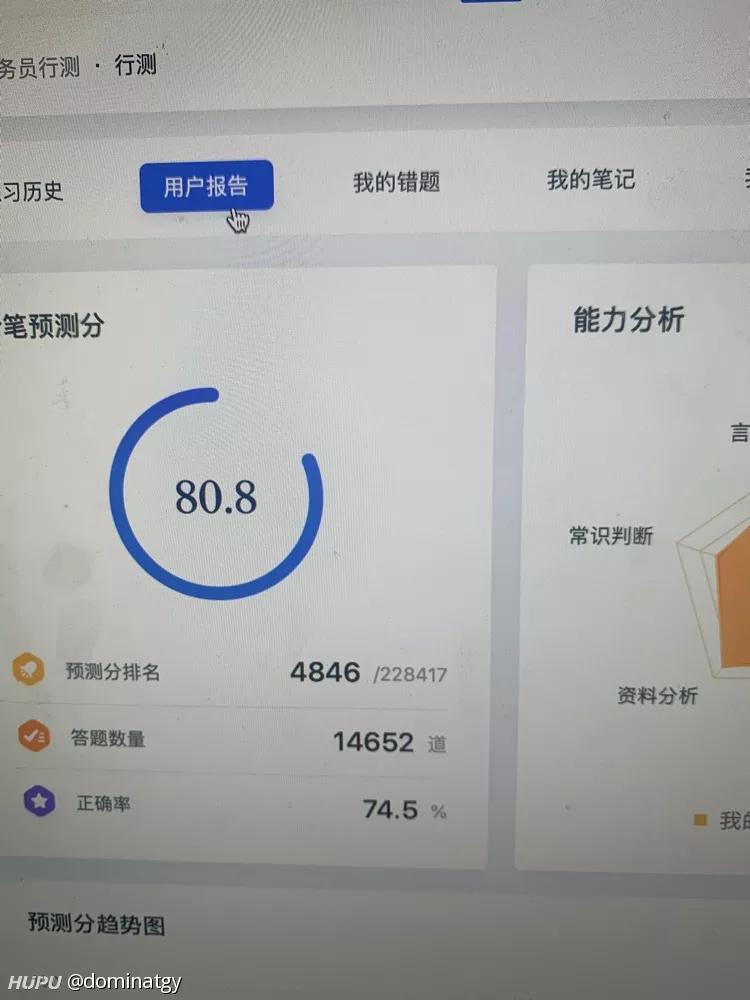 务员行测 · 行测
习历史
用户报告
我的错题
我的笔记
笔预测分
80.8
预测分排名 4846 /228417
答题数量 14652 道
正确率 74.5 %
能力分析
言
常识判断
资料分析
我的
预测分趋势图
HUPU @dominatgy